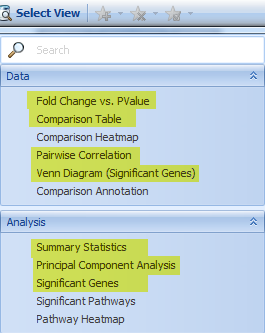 Select View
Search
Data
Fold Change vs. PValue
Comparison Table
Comparison Heatmap
Pairwise Correlation
Venn Diagram (Significant Genes)
Comparison Annotation
Analysis
Summary Statistics
Principal Component Analysis
Significant Genes
Significant Pathways
Pathway Heatmap